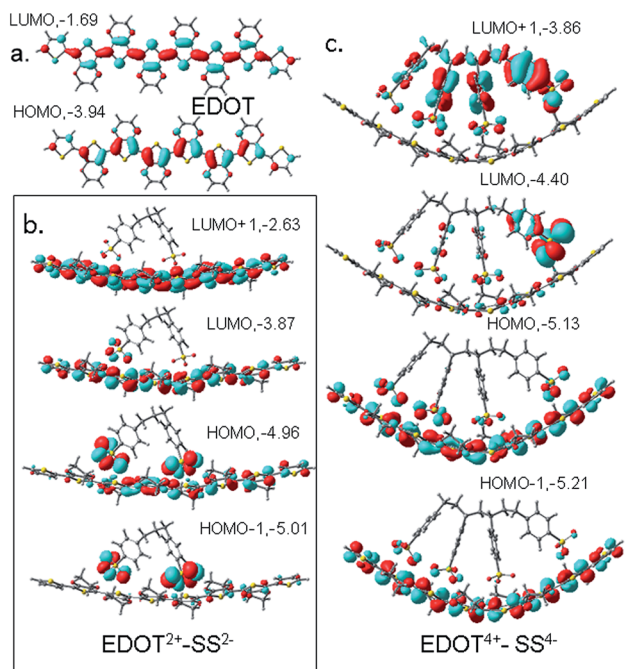 LUMO,-1.69
a.
EDOT
HOMO,-3.94
b.
LUMO+1,-2.63
LUMO,-3.87
HOMO,-4.96
HOMO-1,-5.01
EDOT²⁺-SS²⁻
c.
LUMO+1,-3.86
LUMO,-4.40
HOMO,-5.13
HOMO-1,-5.21
EDOT⁴⁺- SS⁴⁻